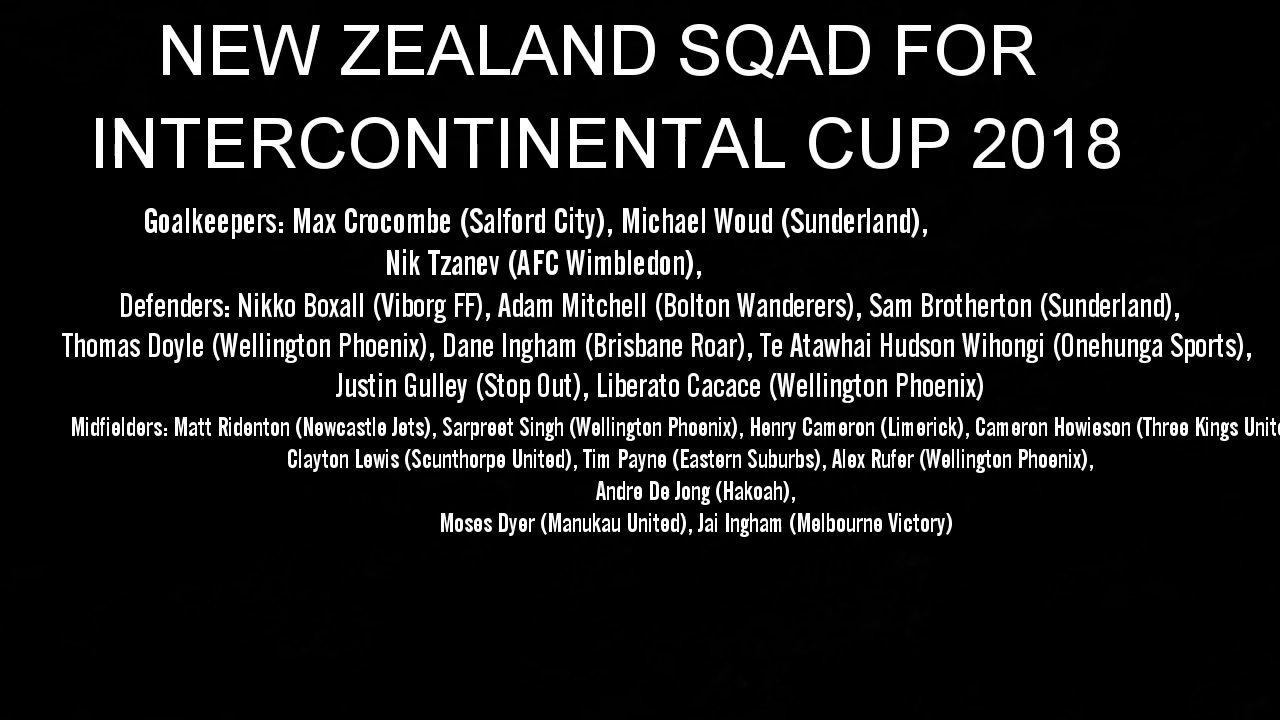 NEW ZEALAND SQAD FOR
INTERCONTINENTAL CUP 2018
Goalkeepers: Max Crocombe (Salford City), Michael Woud (Sunderland),
Nik Tzanev (AFC Wimbledon),
Defenders: Nikko Boxall (Viborg FF), Adam Mitchell (Bolton Wanderers), Sam Brotherton (Sunderland),
Thomas Doyle (Wellington Phoenix), Dane Ingham (Brisbane Roar), Te Atawhai Hudson Wihongi (Onehunga Sports),
Justin Gulley (Stop Out), Liberato Cacace (Wellington Phoenix)
Midfielders: Matt Ridenton (Newcastle Jets), Sarpreet Singh (Wellington Phoenix), Henry Cameron (Limerick), Cameron Howieson (Three Kings
Clayton Lewis (Scunthorpe United), Tim Payne (Eastern Suburbs), Alex Rufer (Wellington Phoenix),
Andre De Jong (Hakoah),
Moses Dyer (Manukau United), Jai Ingham (Melbourne Victory)